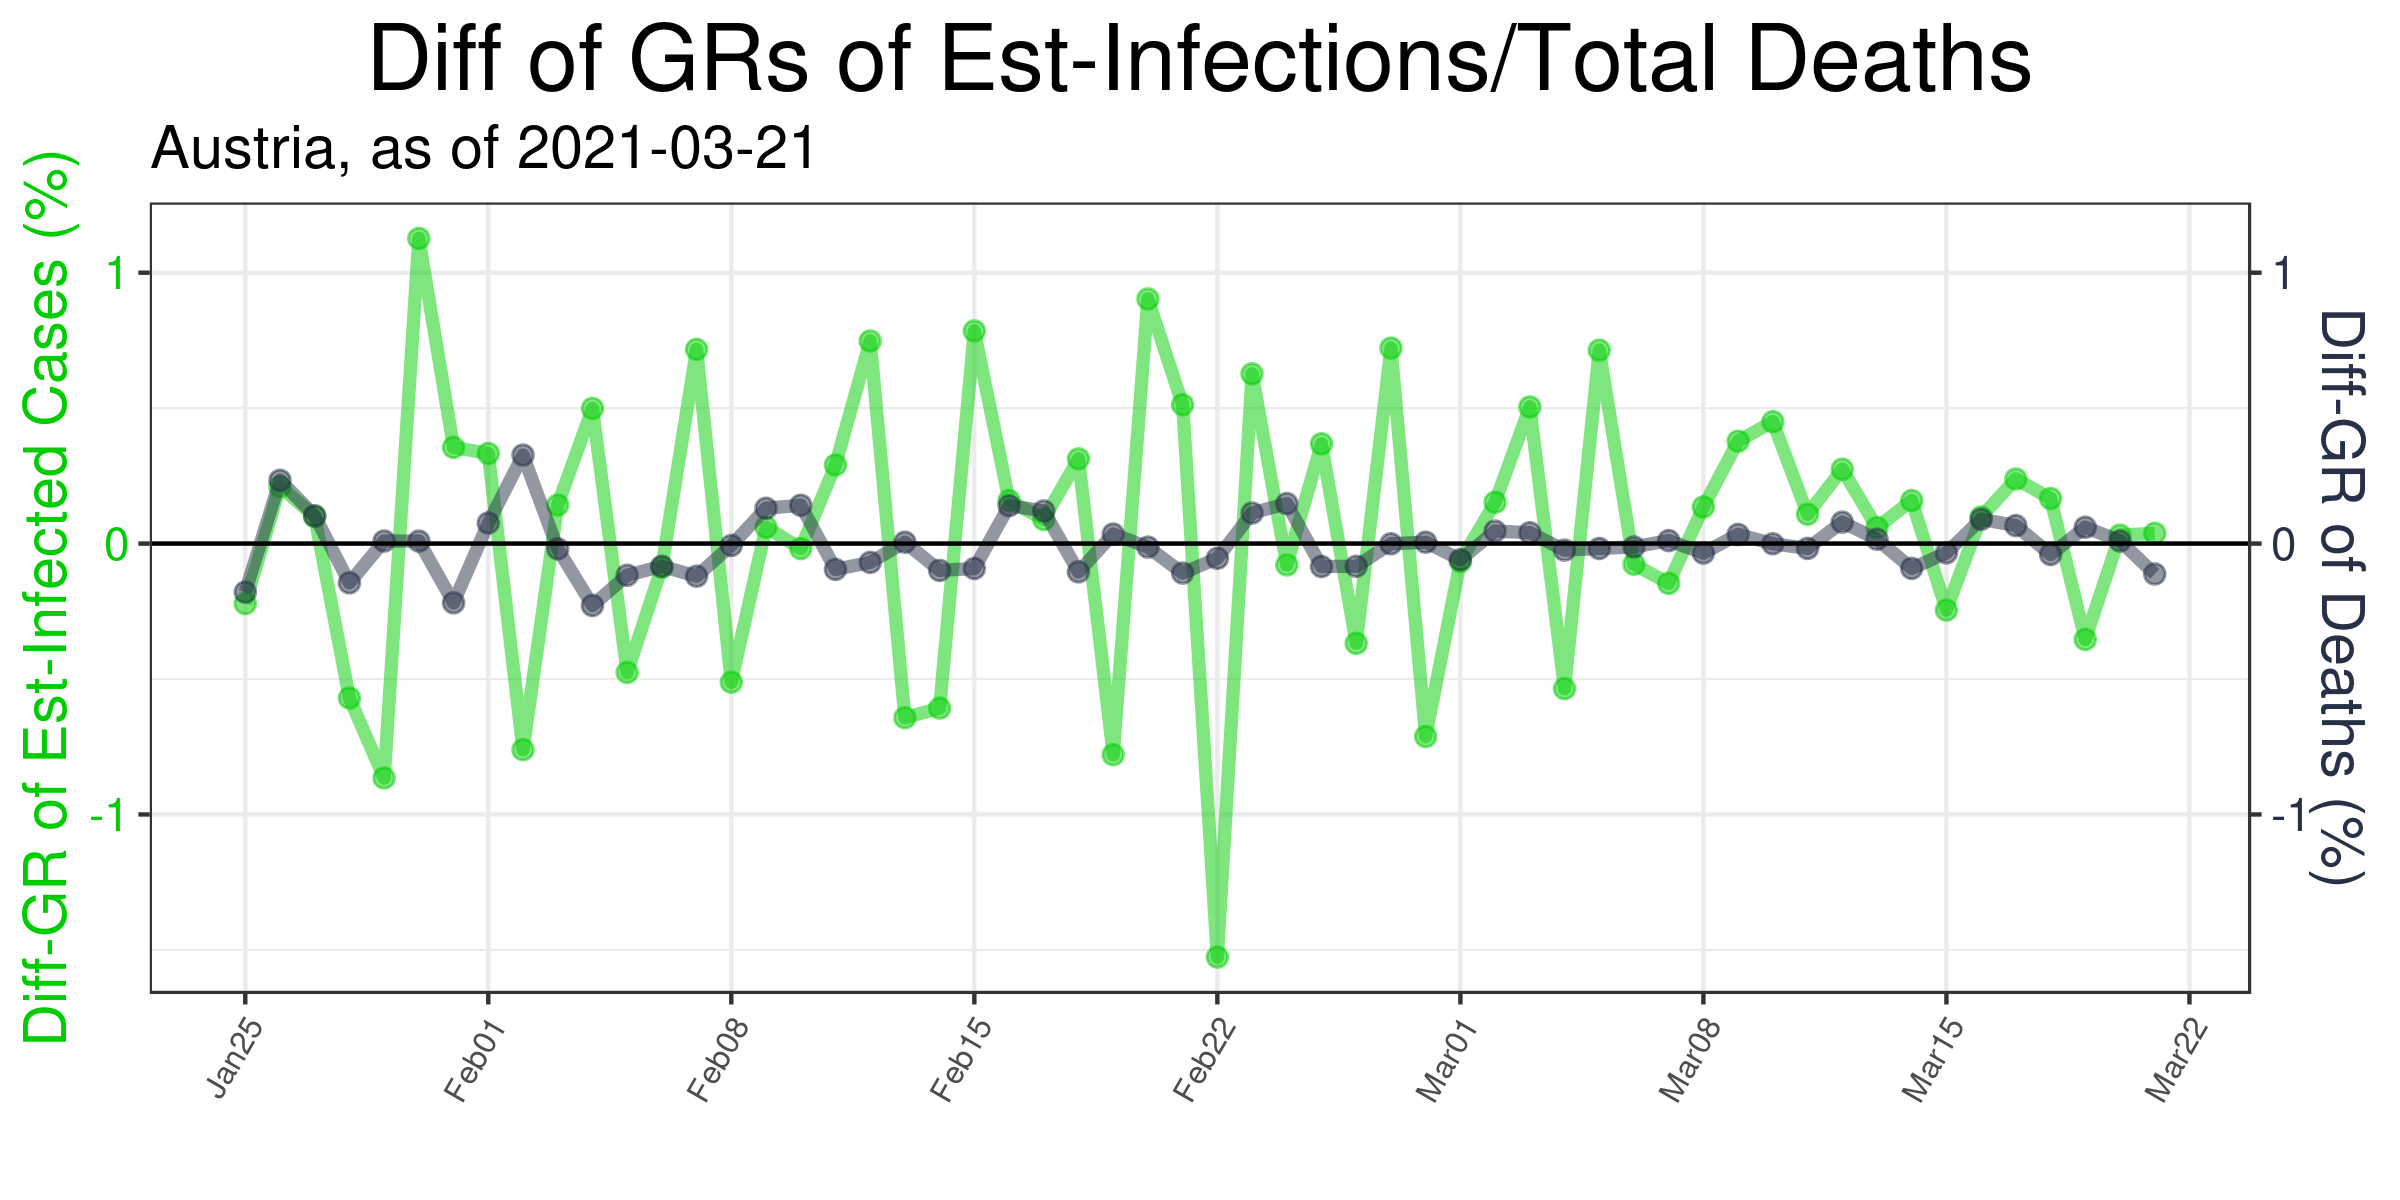 Diff of GRs of Est-Infections/Total Deaths
Austria, as of 2021-03-21
Diff-GR of Est-Infected Cases (%)
1
0
-1
1
0
-1
Diff-GR of Deaths (%)
Jan25
Feb01
Feb08
Feb15
Feb22
Mar01
Mar08
Mar15
Mar22